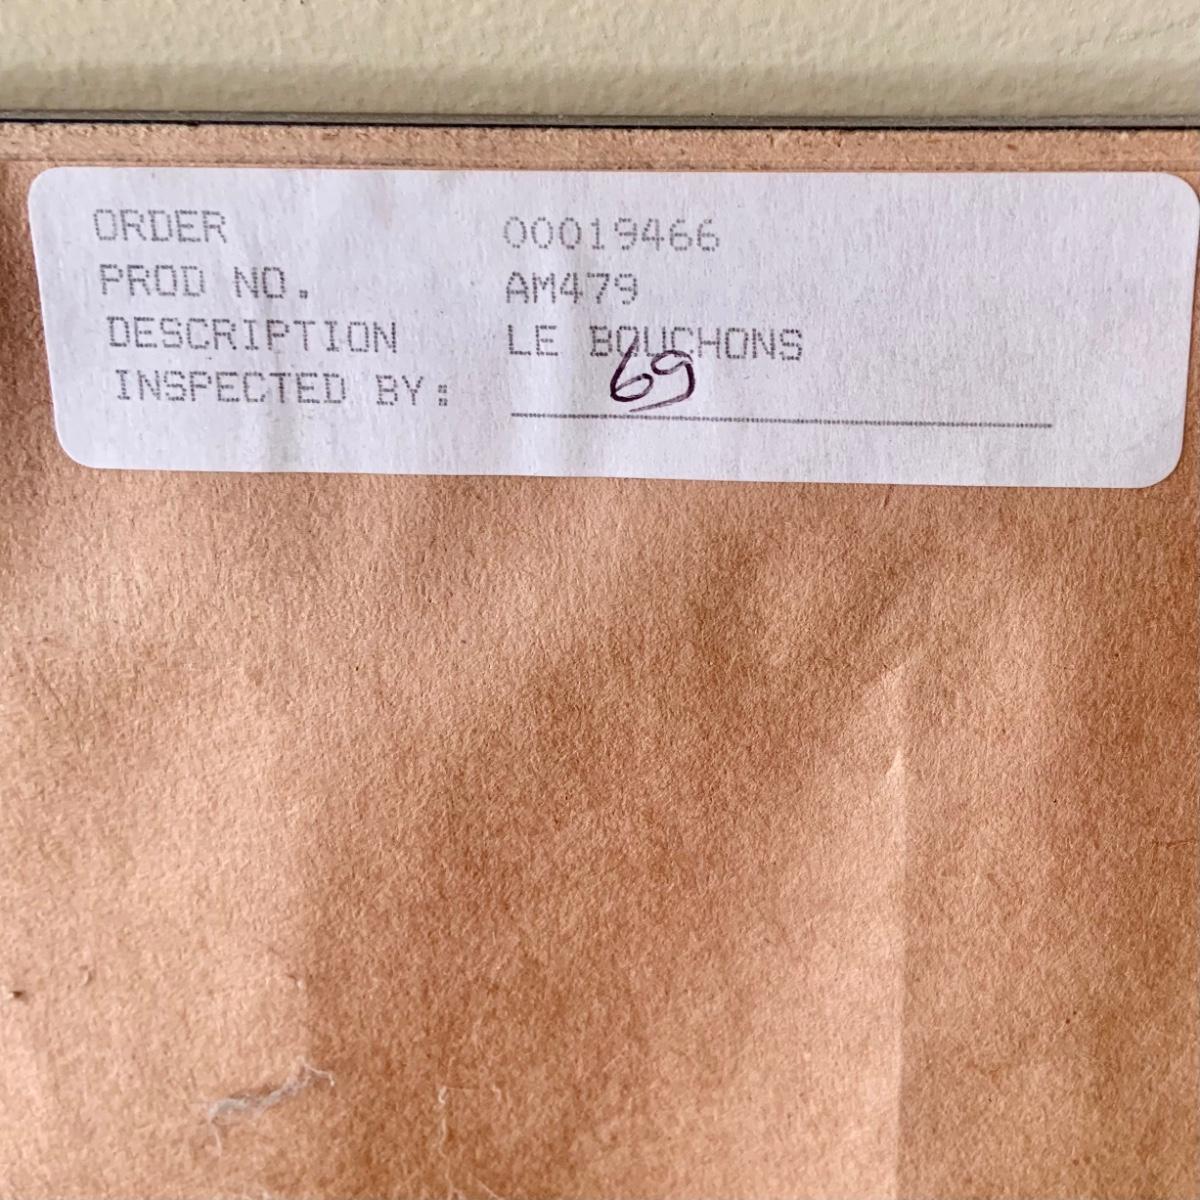 ORDER 00019466
PROD NO. AM479
DESCRIPTION LE BOUCHONS
INSPECTED BY: 69